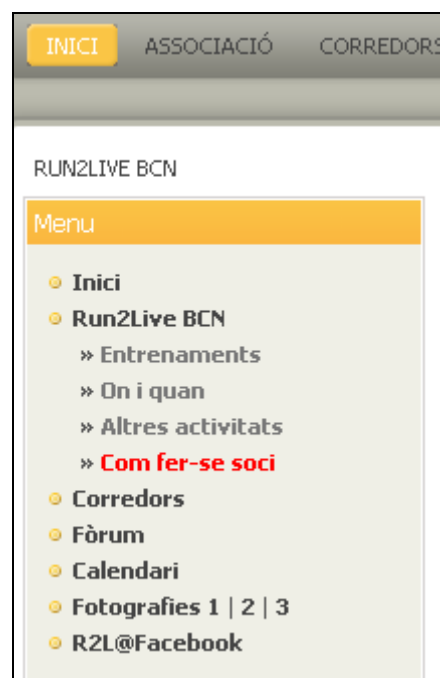 INICI ASSOCIACIÓ CORREDORS
RUN2LIVE BCN
Menu
Inici
Run2Live BCN
» Entrenaments
» On i quan
» Altres activitats
» Com fer-se soci
Corredors
Fòrum
Calendari
Fotografies 1 | 2 | 3
R2L@Facebook